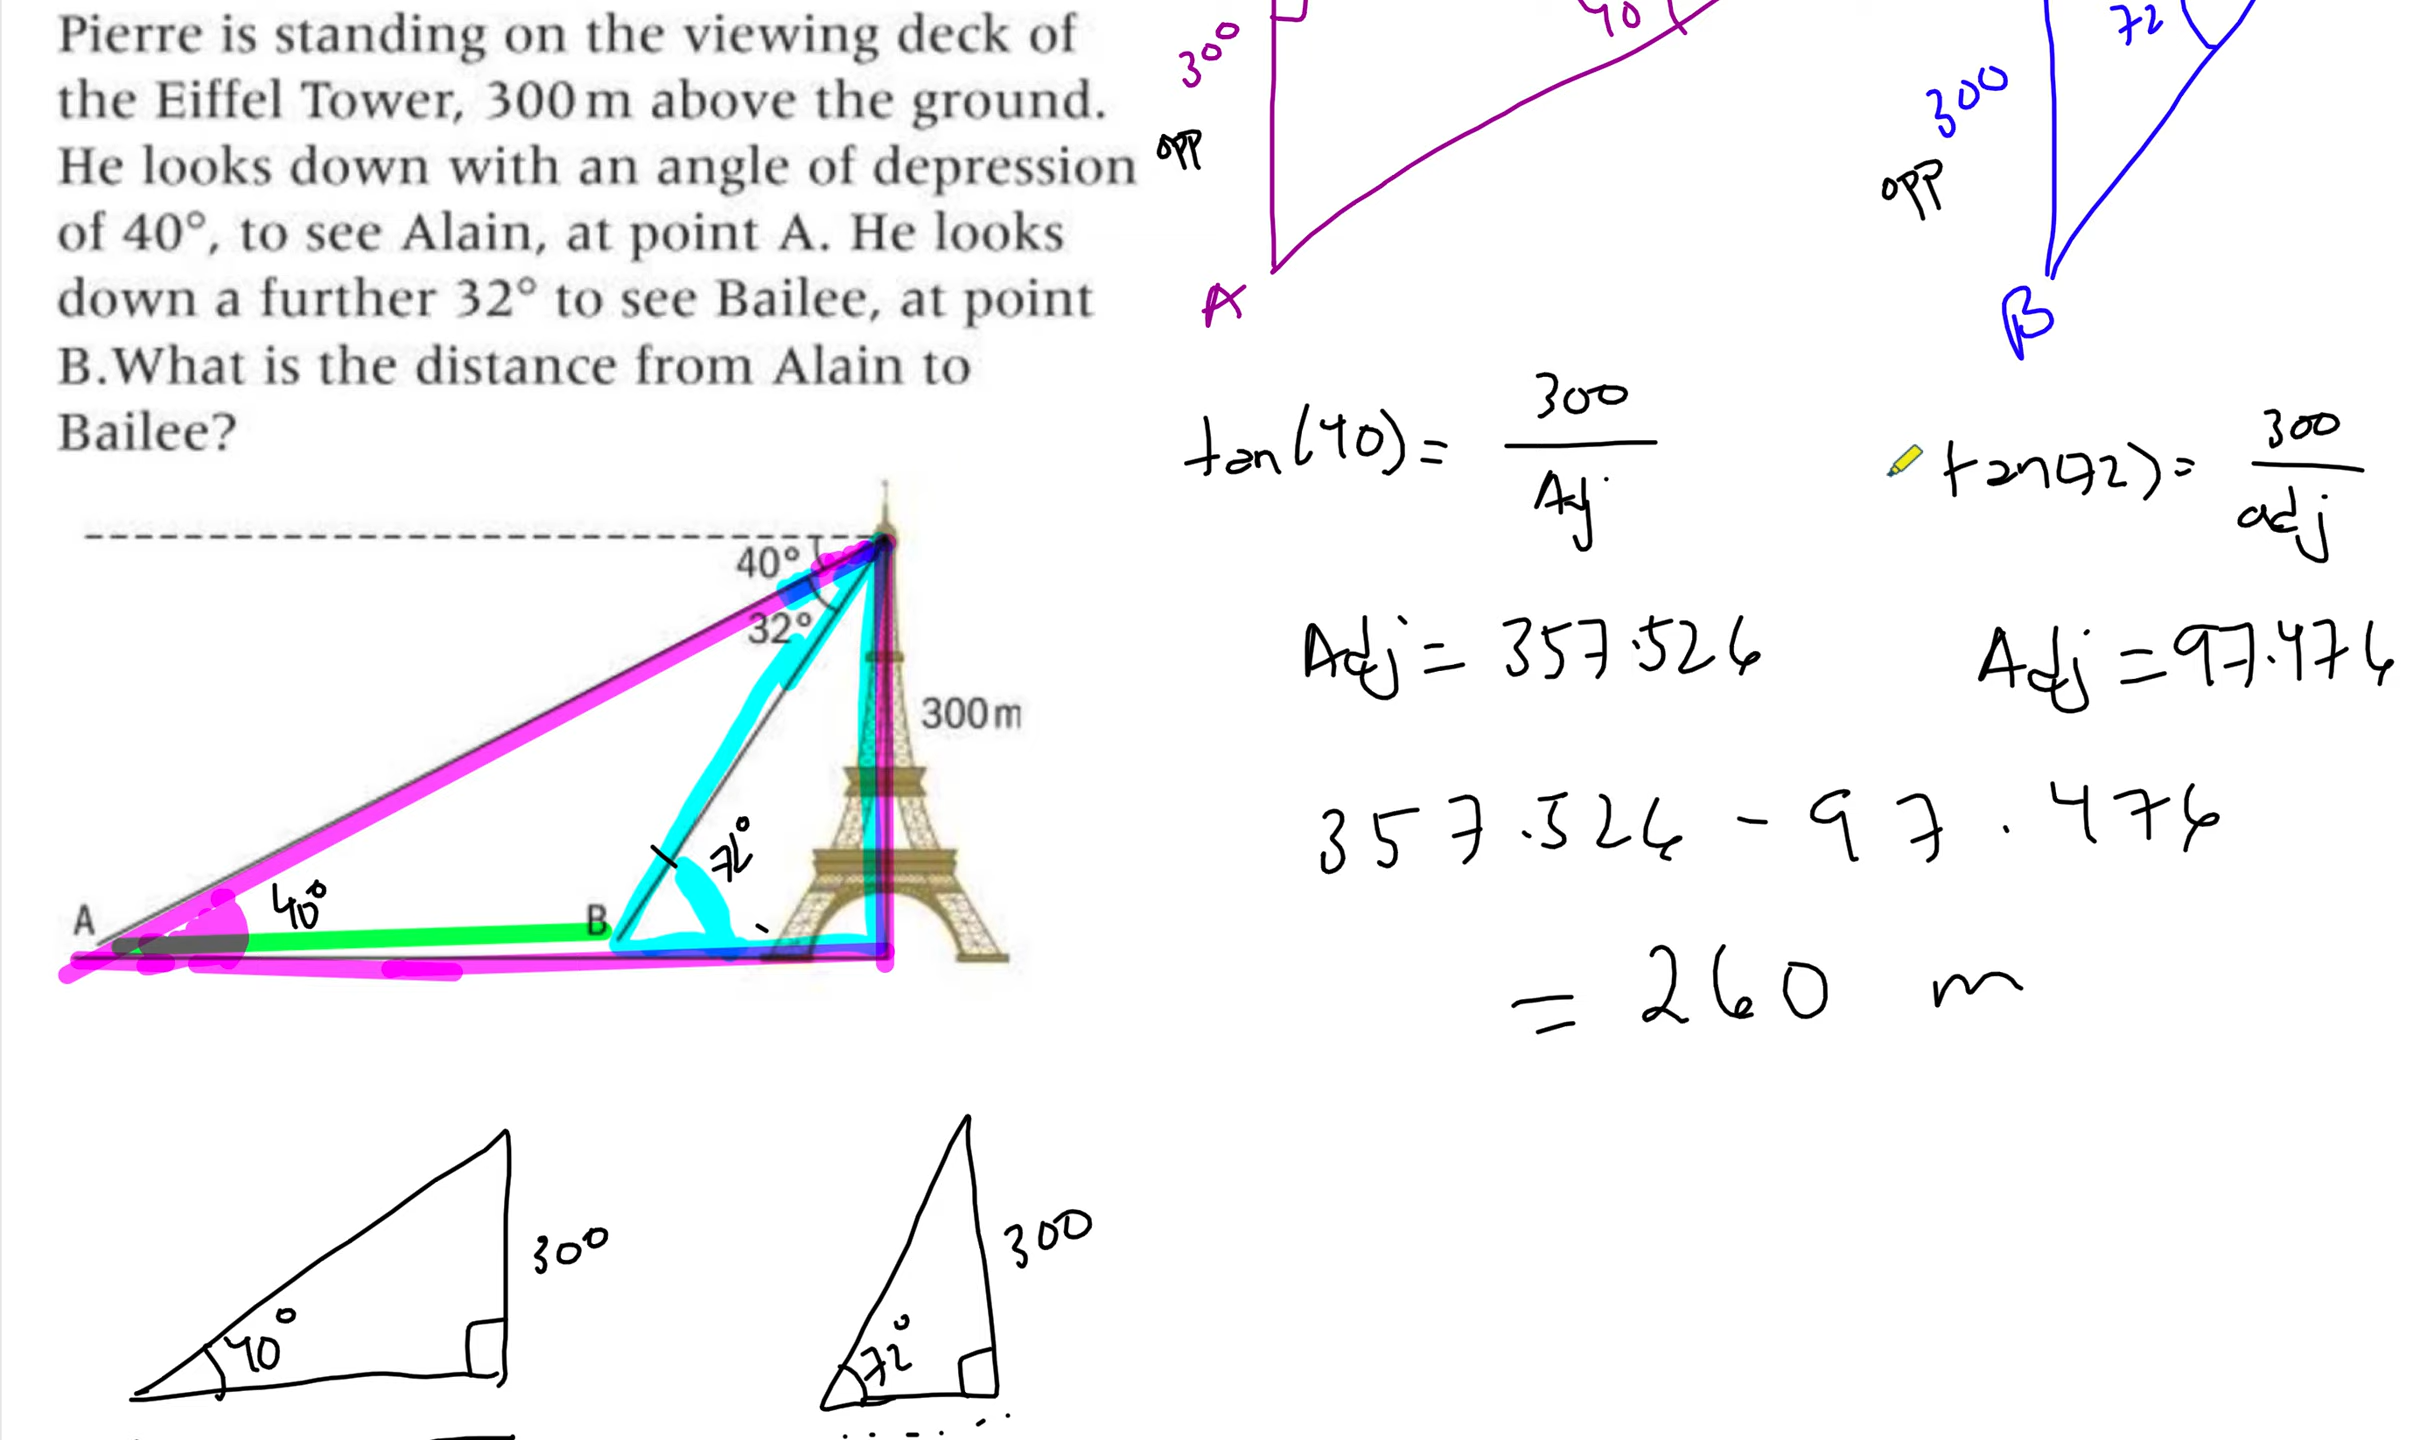 Pierre is standing on the viewing deck of
the Eiffel Tower, 300 m above the ground.
He looks down with an angle of depression
of 40°, to see Alain, at point A. He looks
down a further 32° to see Bailee, at point
B.What is the distance from Alain to
Bailee?
40°
32°
300 m
72°
A
40°
B
300
40
opp
A
72
300
opp
B
tan(40) = 300 / Adj
tan(72) = 300 / adj
Adj = 357.526
Adj = 97.476
357.526 - 97.476
= 260 m
300
40°
300
72°